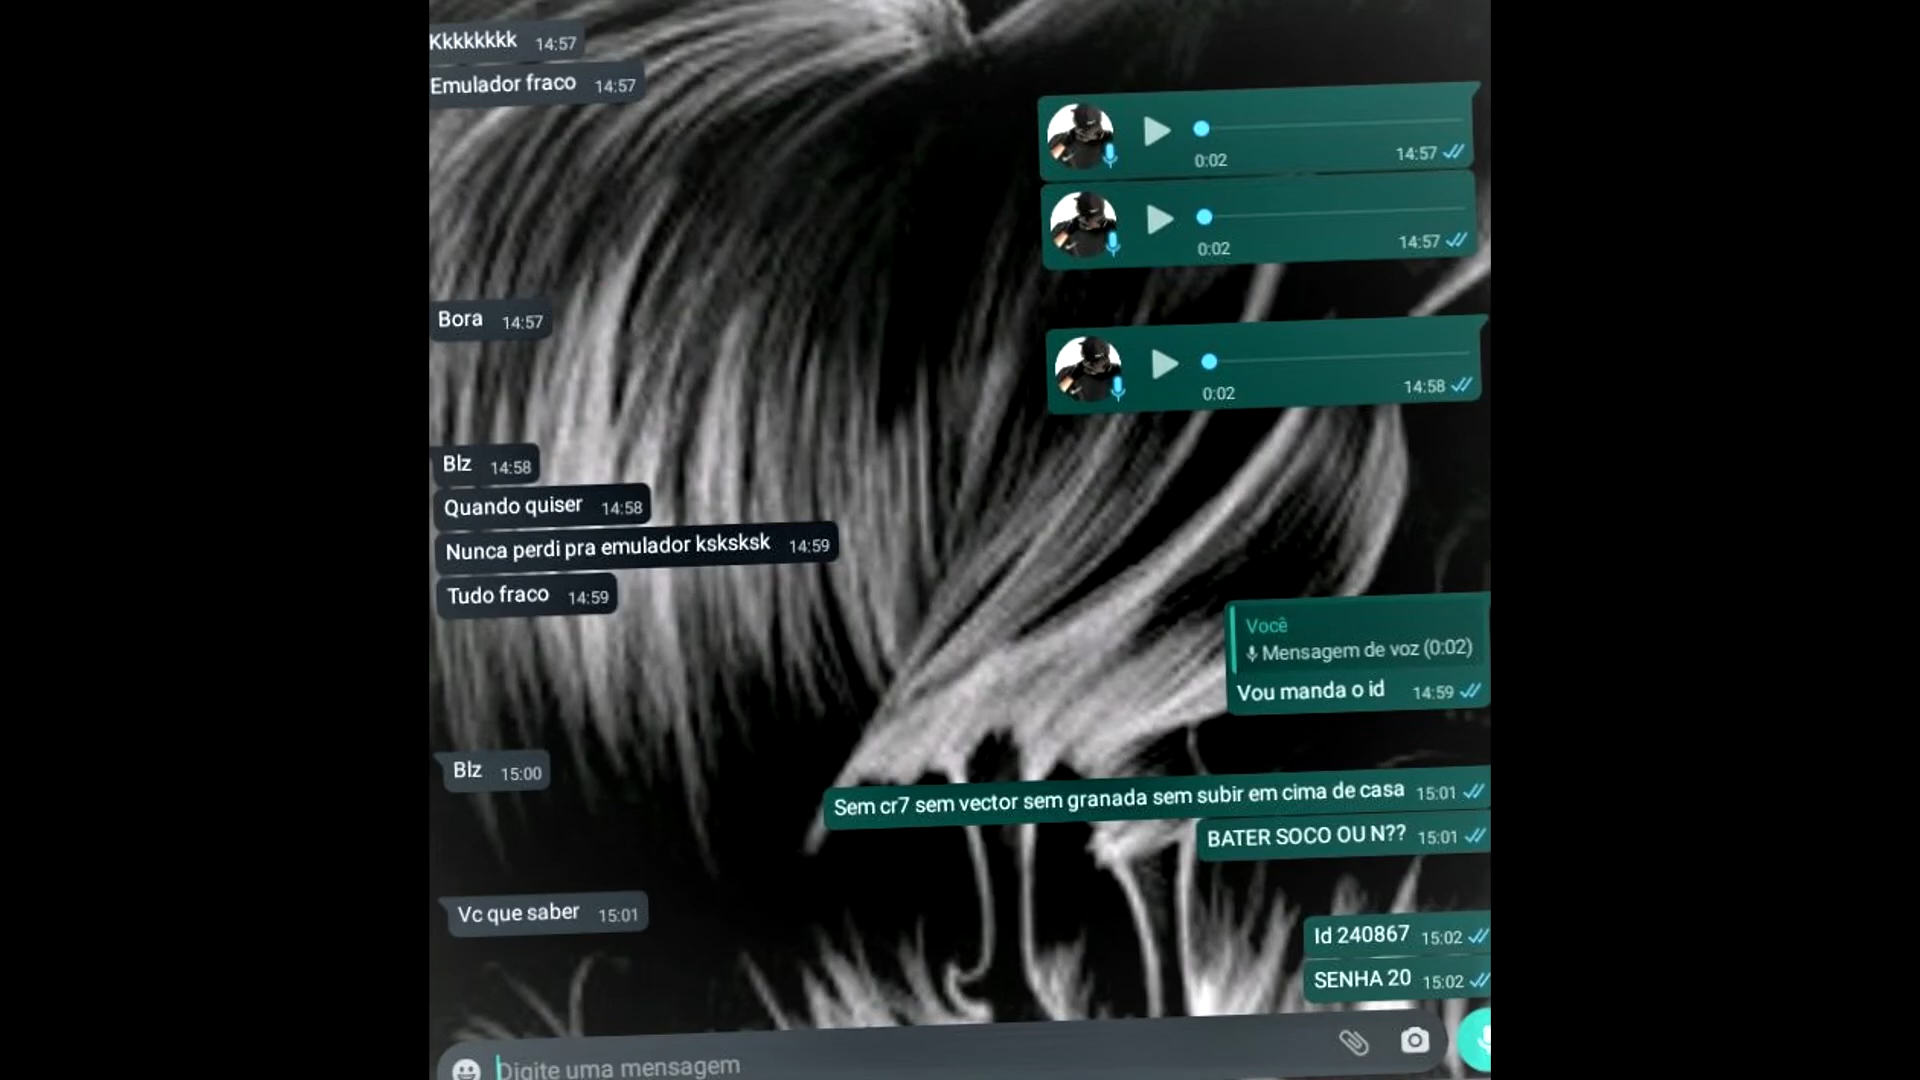 Kkkkkkkk 14:57
Emulador fraco 14:57
0:02 14:57
0:02 14:57
Bora 14:57
0:02 14:58
Blz 14:58
Quando quiser 14:58
Nunca perdi pra emulador ksksksk 14:59
Tudo fraco 14:59
Você
Mensagem de voz (0:02)
Vou manda o id 14:59
Blz 15:00
Sem cr7 sem vector sem granada sem subir em cima de casa 15:01
BATER SOCO OU N?? 15:01
Vc que saber 15:01
Id 240867 15:02
SENHA 20 15:02
Digite uma mensagem